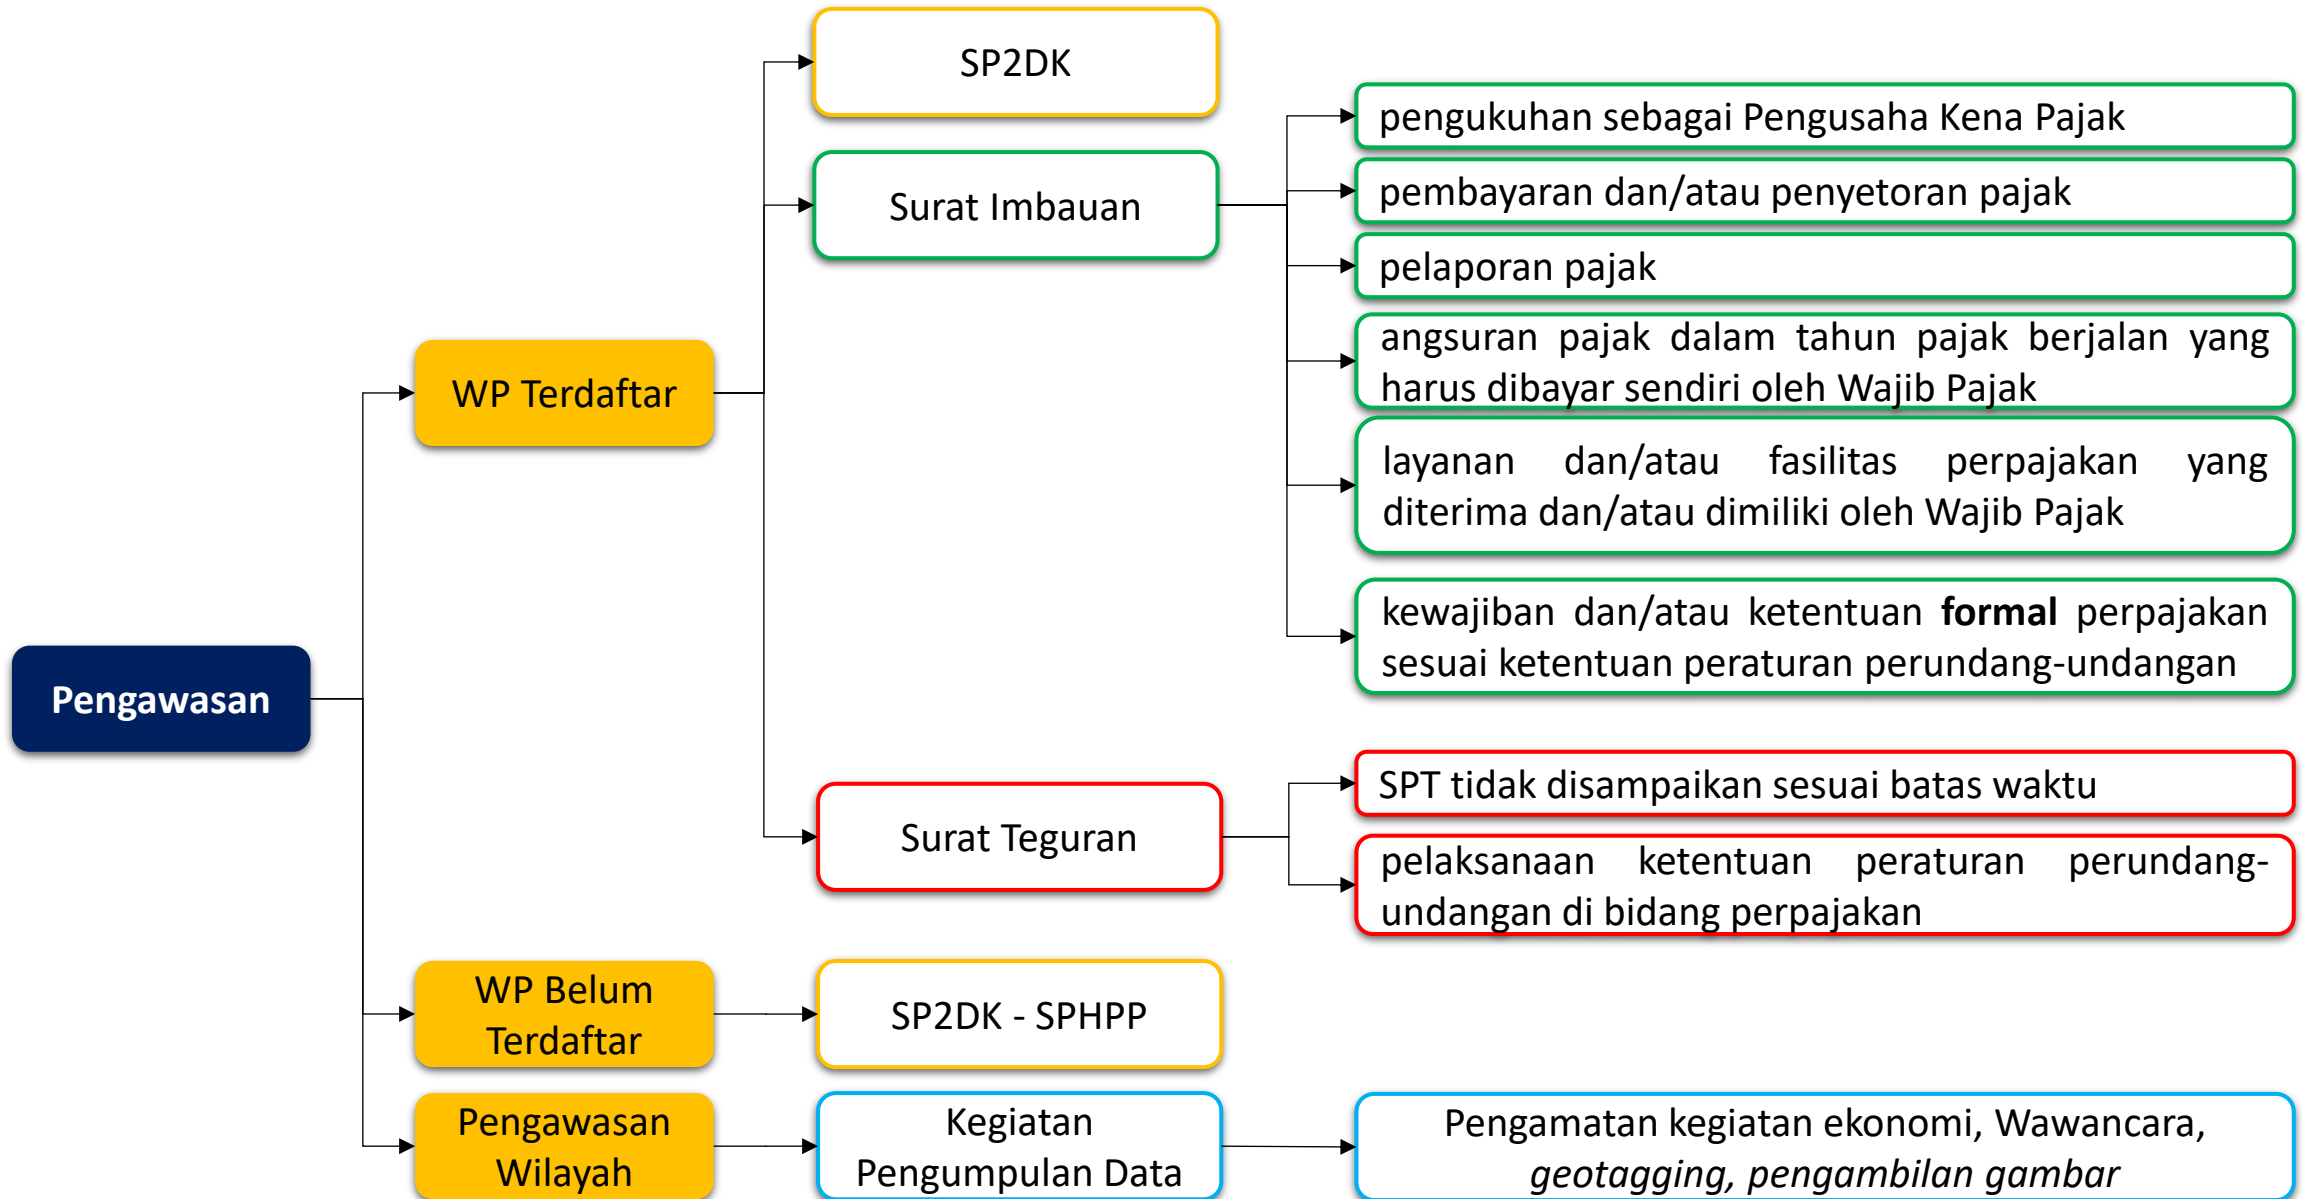 SP2DK
pengukuhan sebagai Pengusaha Kena Pajak
Surat Imbauan
pembayaran dan/atau penyetoran pajak
pelaporan pajak
angsuran pajak dalam tahun pajak berjalan yang
harus dibayar sendiri oleh Wajib Pajak
WP Terdaftar
layanan dan/atau fasilitas perpajakan yang
diterima dan/atau dimiliki oleh Wajib Pajak
kewajiban dan/atau ketentuan formal perpajakan
sesuai ketentuan peraturan perundang-undangan
Pengawasan
SPT tidak disampaikan sesuai batas waktu
Surat Teguran
pelaksanaan ketentuan peraturan perundang-
undangan di bidang perpajakan
WP Belum
Terdaftar
SP2DK - SPHPP
Pengawasan
Wilayah
Kegiatan
Pengumpulan Data
Pengamatan kegiatan ekonomi, Wawancara,
geotagging, pengambilan gambar